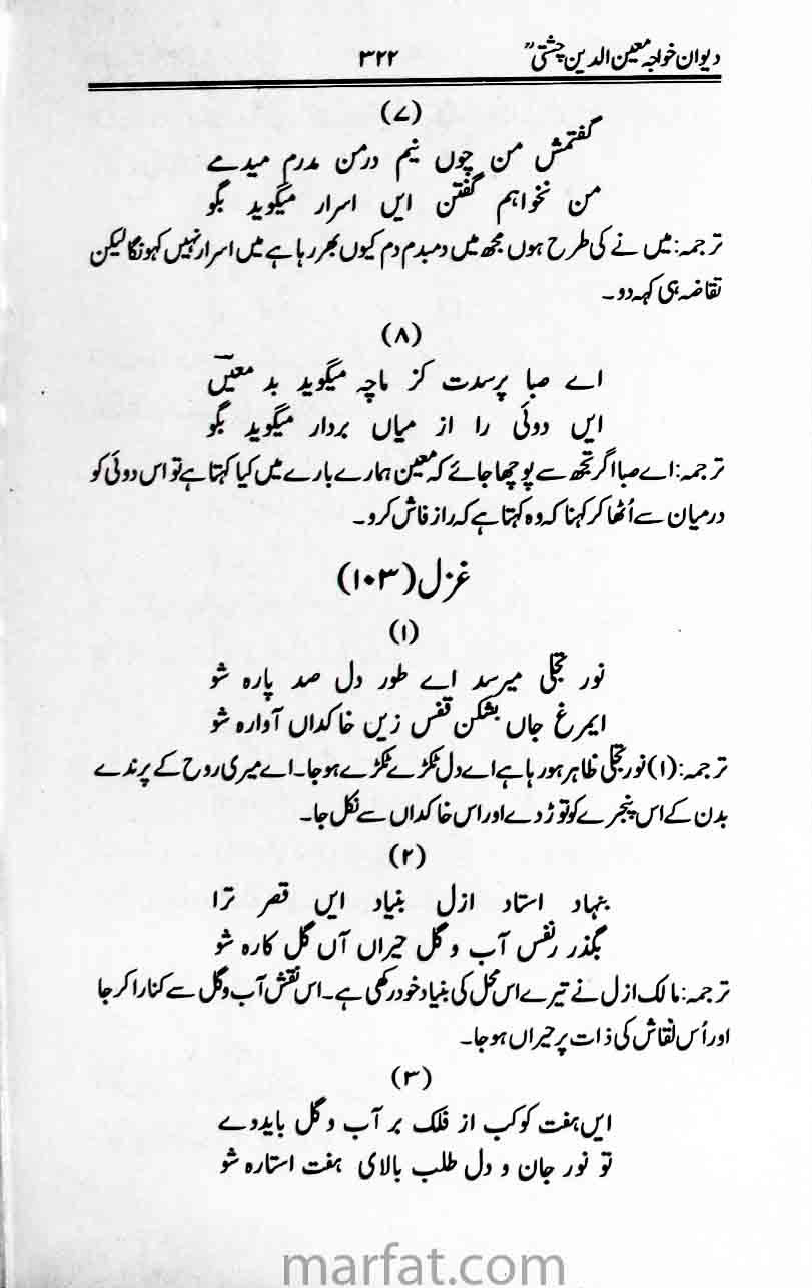 دیوان خواجہ معین الدین چشتیؒ ۳۲۲
(۷)
گفتمش من چوں نیم درمن مدرم میدمے
من نخواہم گفتن ایں اسرار میگوید بگو
ترجمہ: میں نے کی طرح ہوں مجھ میں دمبدم دم کیوں بھر رہا ہے میں اسرار نہیں کہونگا لیکن
تقاضہ ہی کہہ دو۔
(۸)
اے صبا پرسدت کز ماچہ میگوید بد معیںؔ
ایں دوئی را از میاں بردار میگوید بگو
ترجمہ: اے صبا اگر تجھ سے پوچھا جائے کہ معین ہمارے بارے میں کیا کہتا ہے تو اس دوئی کو
درمیان سے اُٹھا کر کہنا کہ وہ کہتا ہے کہ راز فاش کرو۔
غزل (۱۰۳)
(۱)
نور تجلی میرسد اے طور دل صد پارہ شو
ایمرغ جاں بشکن قفس زیں خاکداں آوارہ شو
ترجمہ: (۱) نور تجلی ظاہر ہو رہا ہے اے دل ٹکڑے ٹکڑے ہو جا۔ اے میری روح کے پرندے
بدن کے اس پنجرے کو توڑ دے اور اس خاکداں سے نکل جا۔
(۲)
بنہاد استاد ازل بنیاد ایں قصر ترا
بگذر نفس آب و گل حیراں آں گل کارہ شو
ترجمہ: مالک ازل نے تیرے اس محل کی بنیاد خود رکھی ہے۔ اس نقش آب و گل سے کنارا کر جا
اور اُس نقاش کی ذات پر حیراں ہو جا۔
(۳)
ایں ہفت کوکب از فلک بر آب و گل بایدوے
تو نور جان و دل طلب بالای ہفت استارہ شو
marfat.com